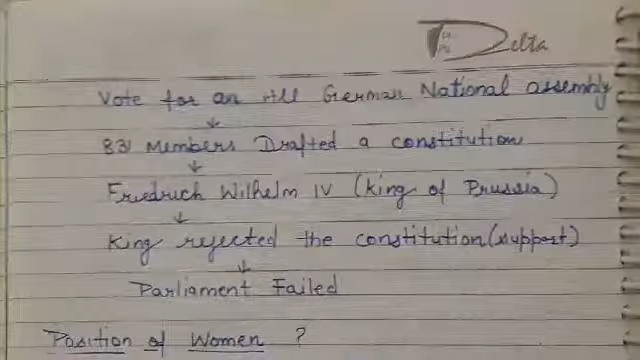 Delta
Vote for an All German National assembly
↓
831 Members Drafted a constitution
↓
Friedrich Wilhelm IV (King of Prussia)
↓
King rejected the constitution (support)
↓
Parliament Failed
Position of Women ?